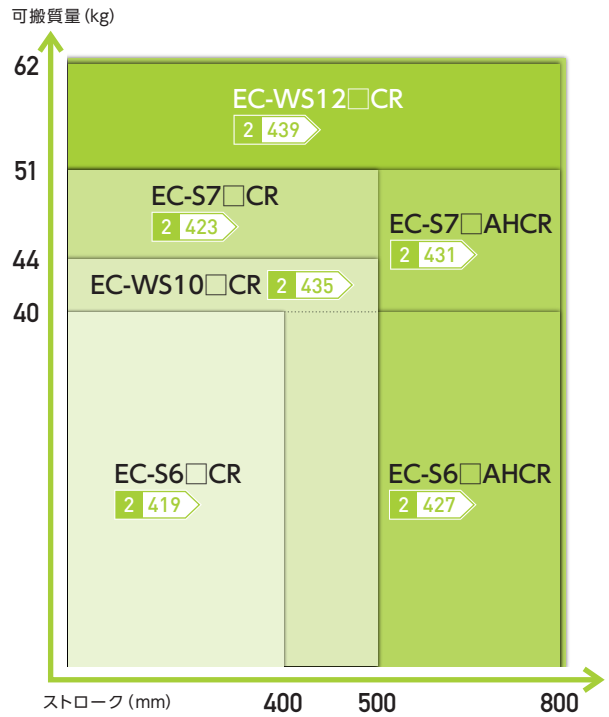 可搬質量(kg)
62
EC-WS12□CR
2 439
51
EC-S7□CR
2 423
EC-S7□AHCR
2 431
44
EC-WS10□CR 2 435
40
EC-S6□CR
2 419
EC-S6□AHCR
2 427
ストローク(mm) 400 500 800